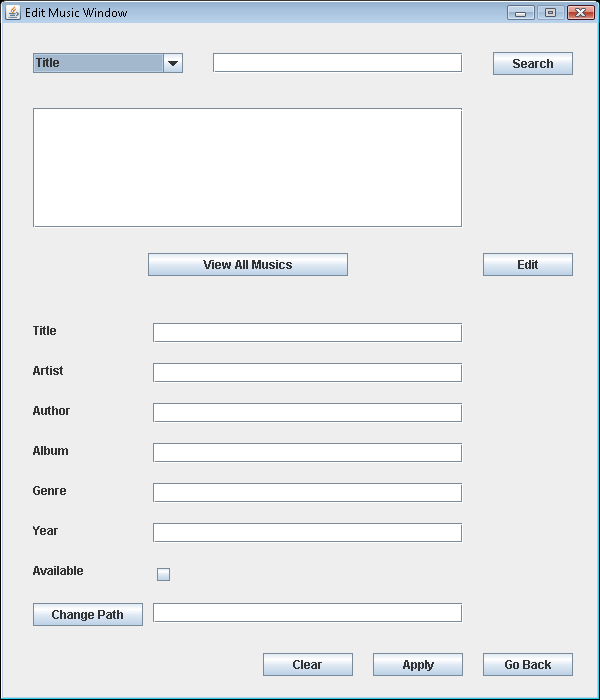 Edit Music Window
Title
Search
View All Musics
Edit
Title
Artist
Author
Album
Genre
Year
Available
Change Path
Clear
Apply
Go Back